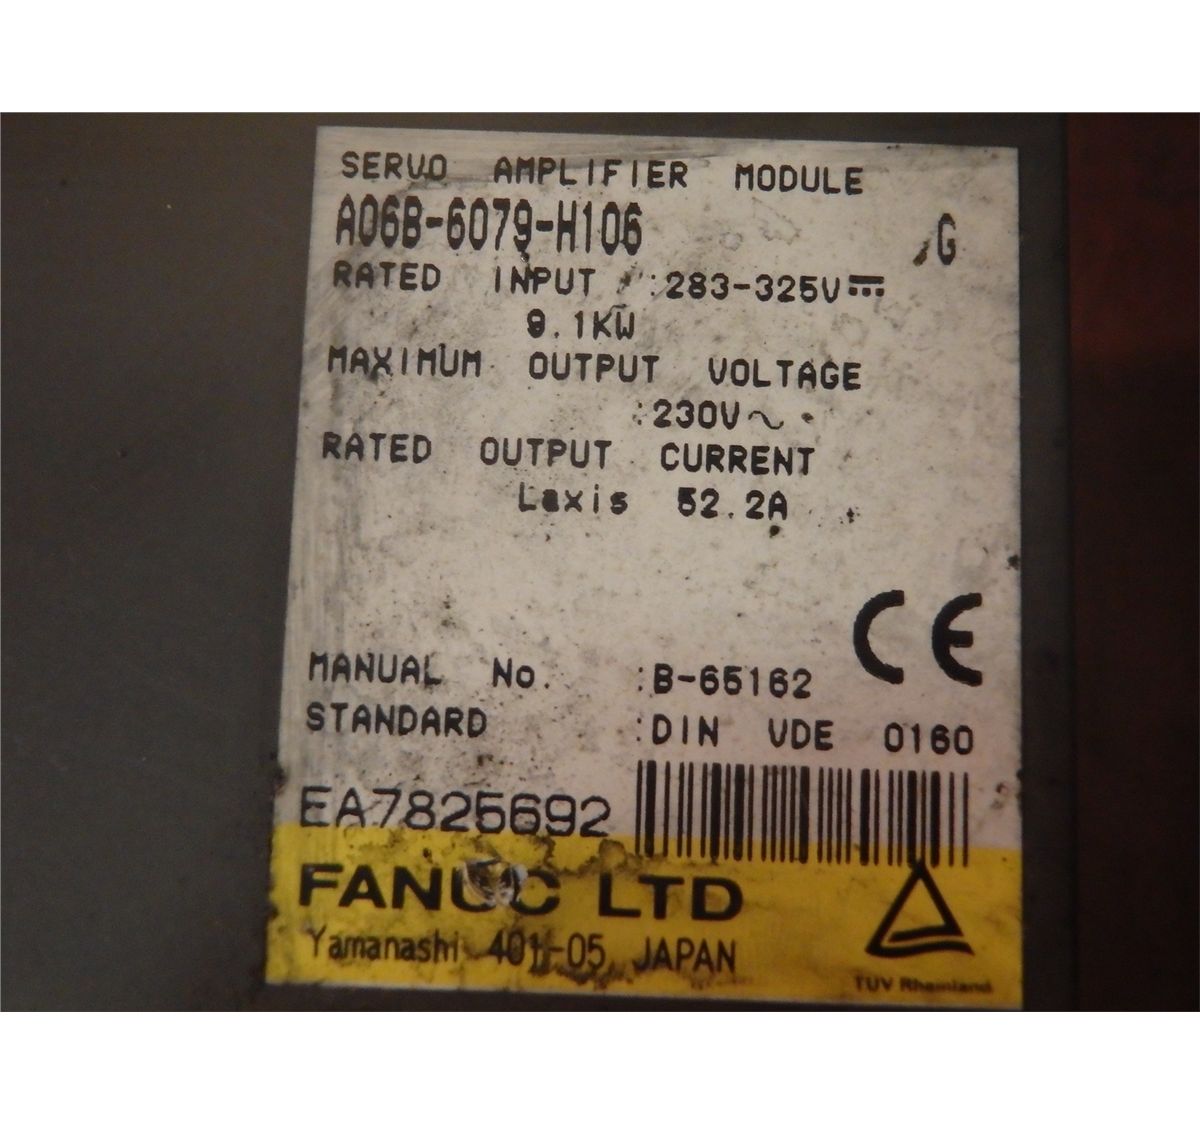 SERVO AMPLIFIER MODULE
A06B-6079-H106 G
RATED INPUT :283-325V⎓
9.1KW
MAXIMUM OUTPUT VOLTAGE
:230V~
RATED OUTPUT CURRENT
L-axis 52.2A
MANUAL No. :B-65162
STANDARD :DIN VDE 0160
CE
EA7825692
FANUC LTD
Yamanashi 401-05 JAPAN
TUV Rheinland